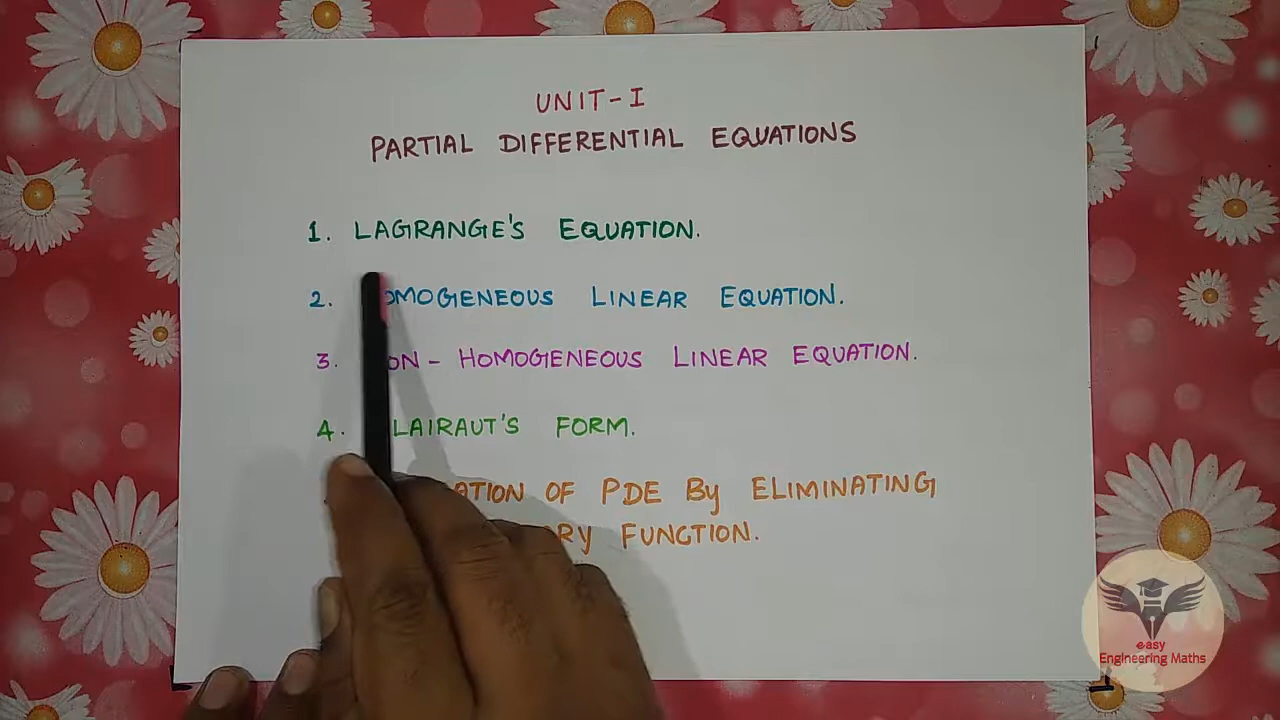 UNIT-I
PARTIAL DIFFERENTIAL EQUATIONS
1. LAGRANGE'S EQUATION.
2. OMOGENEOUS LINEAR EQUATION.
3. ON - HOMOGENEOUS LINEAR EQUATION.
4. LAIRAUT'S FORM.
ATION OF PDE By ELIMINATING
RY FUNCTION.
easy
Engineering Maths